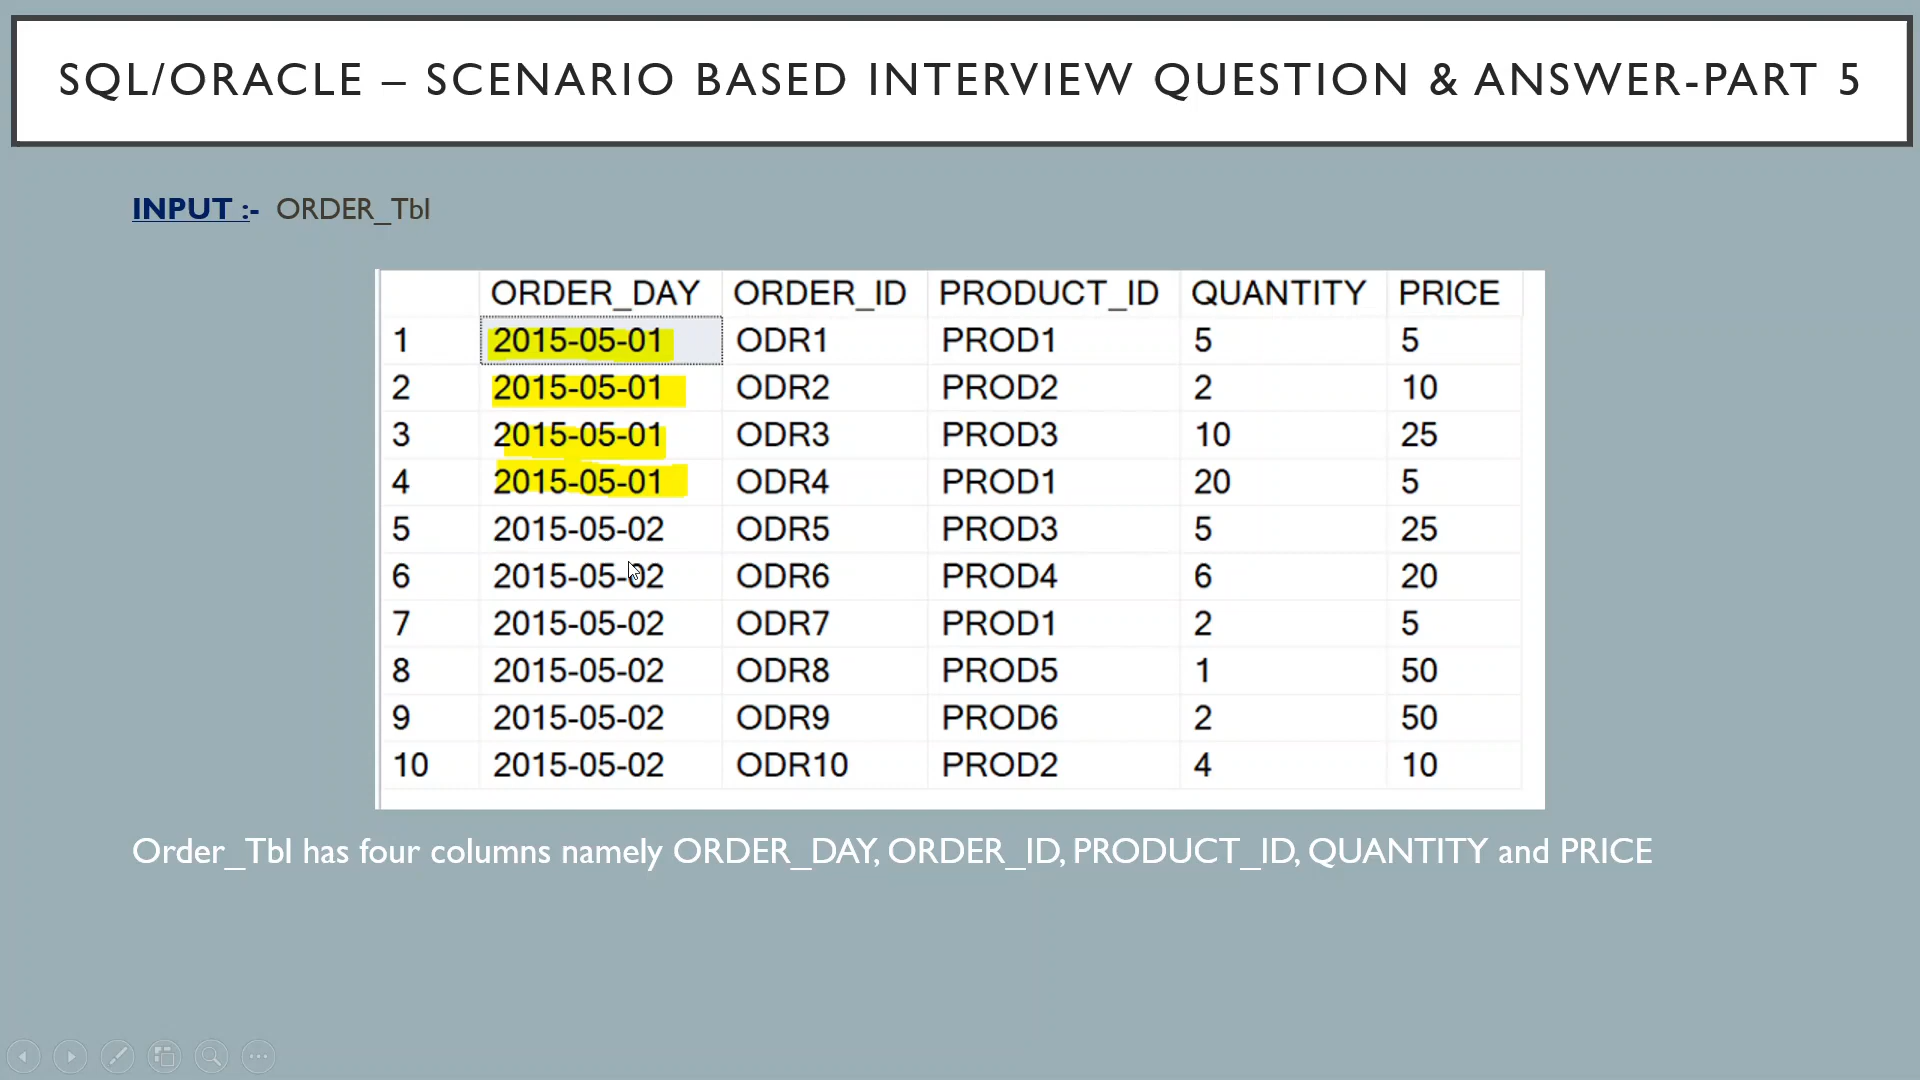 SQL/ORACLE – SCENARIO BASED INTERVIEW QUESTION & ANSWER-PART 5
INPUT :- ORDER_Tbl
ORDER_DAY ORDER_ID PRODUCT_ID QUANTITY PRICE
1 2015-05-01 ODR1 PROD1 5 5
2 2015-05-01 ODR2 PROD2 2 10
3 2015-05-01 ODR3 PROD3 10 25
4 2015-05-01 ODR4 PROD1 20 5
5 2015-05-02 ODR5 PROD3 5 25
6 2015-05-02 ODR6 PROD4 6 20
7 2015-05-02 ODR7 PROD1 2 5
8 2015-05-02 ODR8 PROD5 1 50
9 2015-05-02 ODR9 PROD6 2 50
10 2015-05-02 ODR10 PROD2 4 10
Order_Tbl has four columns namely ORDER_DAY, ORDER_ID, PRODUCT_ID, QUANTITY and PRICE